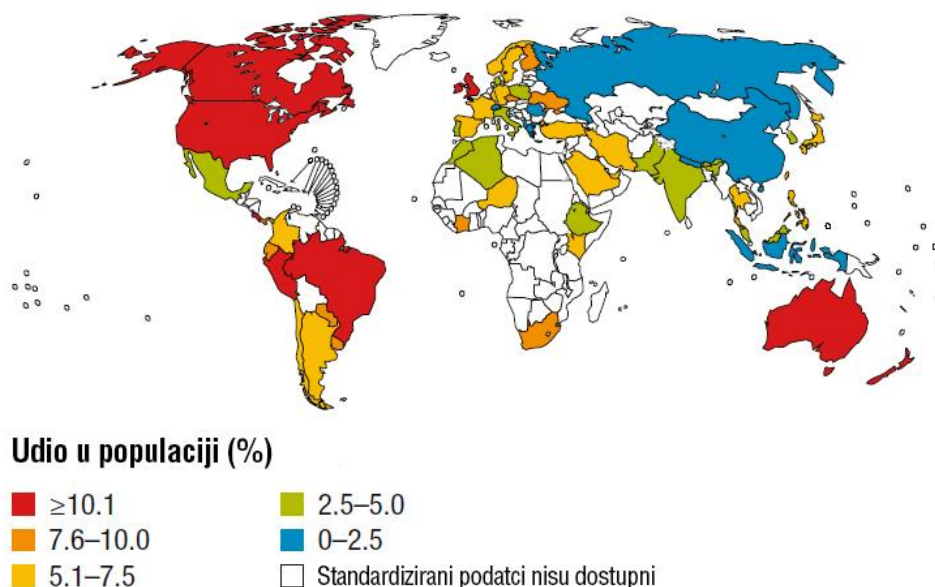 Udio u populaciji (%)
≥10.1
7.6–10.0
5.1–7.5
2.5–5.0
0–2.5
Standardizirani podatci nisu dostupni